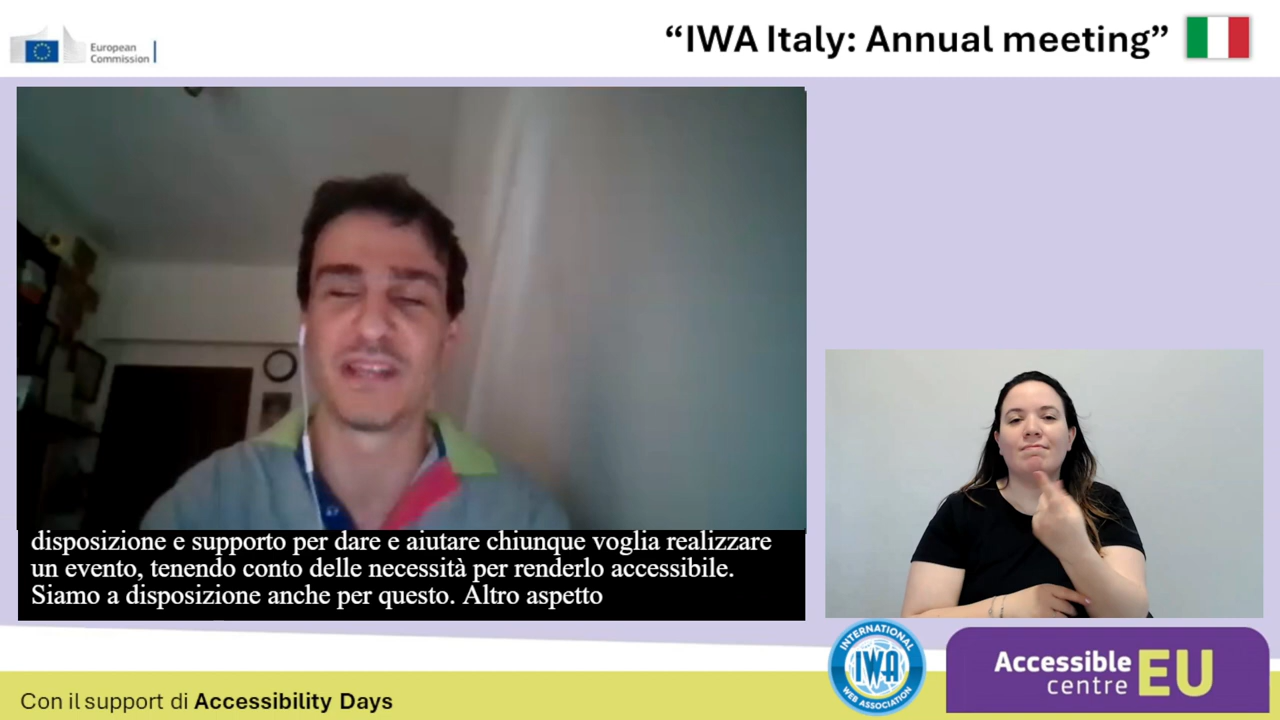 European
Commission
“IWA Italy: Annual meeting”
disposizione e supporto per dare e aiutare chiunque voglia realizzare
un evento, tenendo conto delle necessità per renderlo accessibile.
Siamo a disposizione anche per questo. Altro aspetto
INTERNATIONAL
IWA
WEB ASSOCIATION
Accessible
centre
EU
Con il support di Accessibility Days